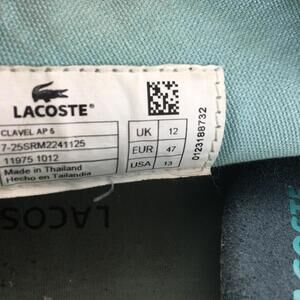 LACOSTE
CLAVEL AP 5
7-25SRM2241125
11975 1012
Made in Thailand
Hecho en Tailandia
UK 12
EUR 47
USA 13
0123188732
LACOSTE